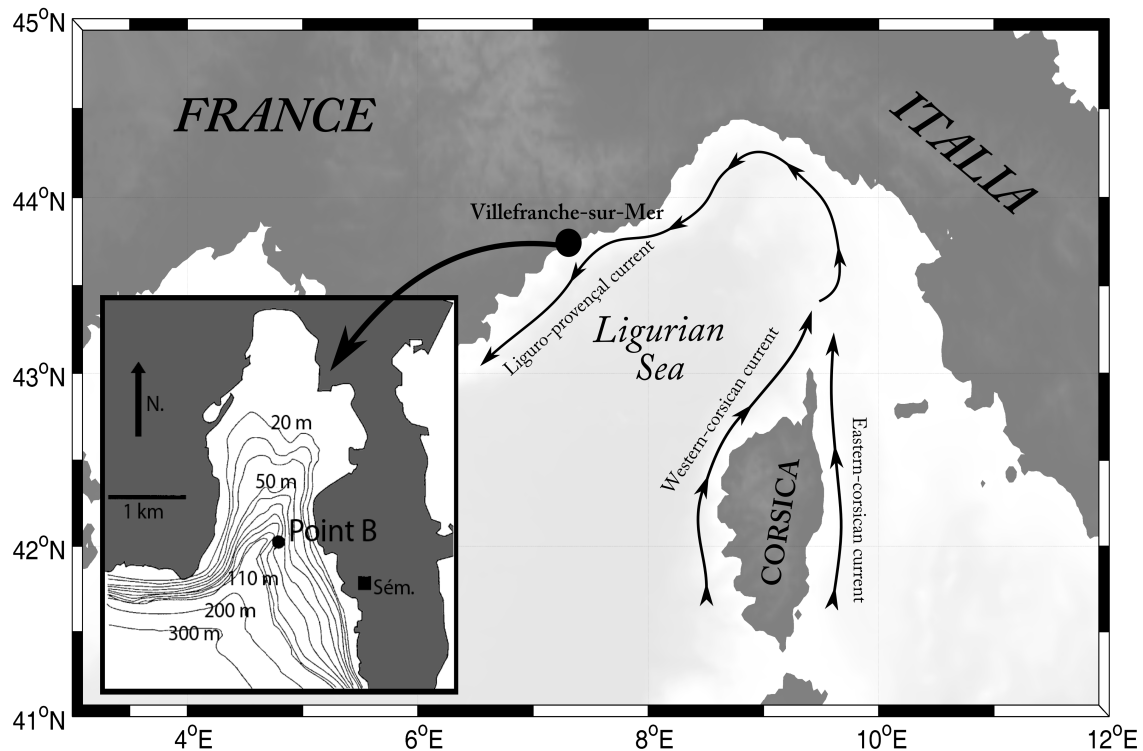 45°N
44°N
43°N
42°N
41°N
4°E
6°E
8°E
10°E
12°E
FRANCE
ITALIA
Villefranche-sur-Mer
Liguro-provençal current
Ligurian
Sea
Western-corsican current
Eastern-corsican current
CORSICA
N.
1 km
20 m
50 m
Point B
110 m
Sém.
200 m
300 m